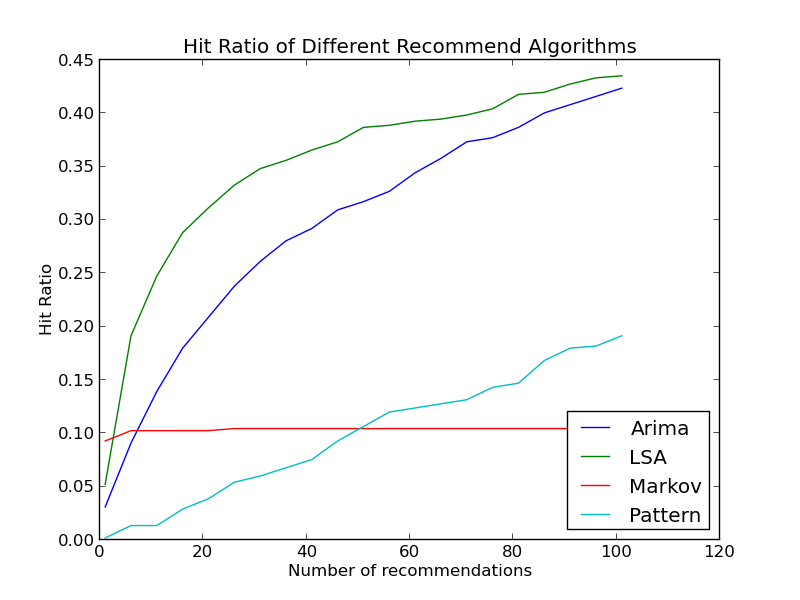 Hit Ratio of Different Recommend Algorithms
0.45
0.40
0.35
0.30
0.25
0.20
0.15
0.10
0.05
0.00
Hit Ratio
Arima
LSA
Markov
Pattern
0 20 40 60 80 100 120
Number of recommendations